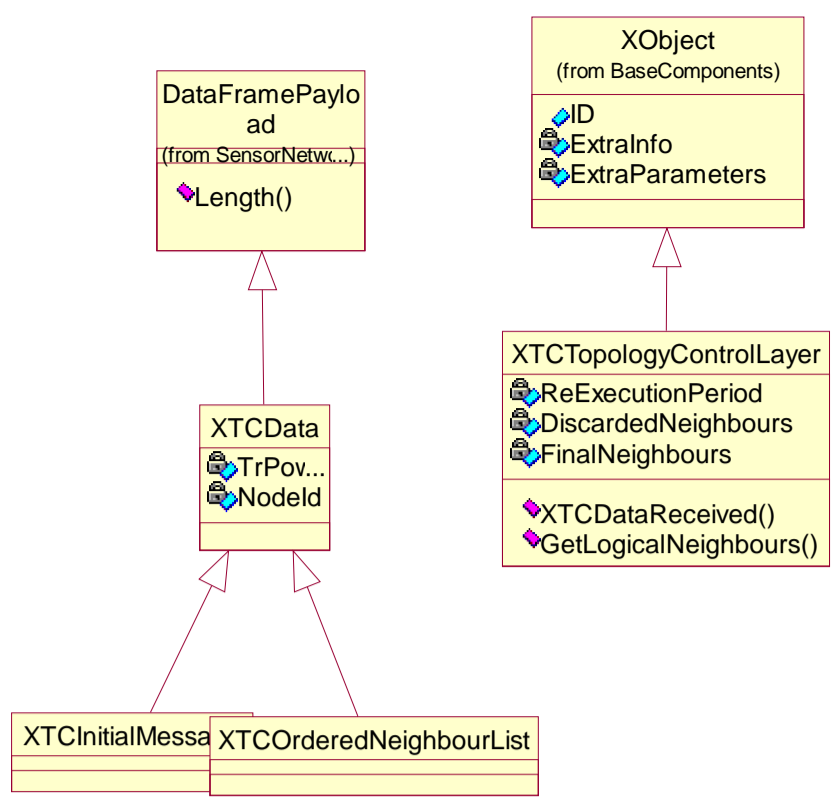 DataFramePaylo
ad
(from SensorNetw...)
Length()
XObject
(from BaseComponents)
ID
ExtraInfo
ExtraParameters
XTCData
TrPow...
NodeId
XTCTopologyControlLayer
ReExecutionPeriod
DiscardedNeighbours
FinalNeighbours
XTCDataReceived()
GetLogicalNeighbours()
XTCInitialMessa
XTCOrderedNeighbourList